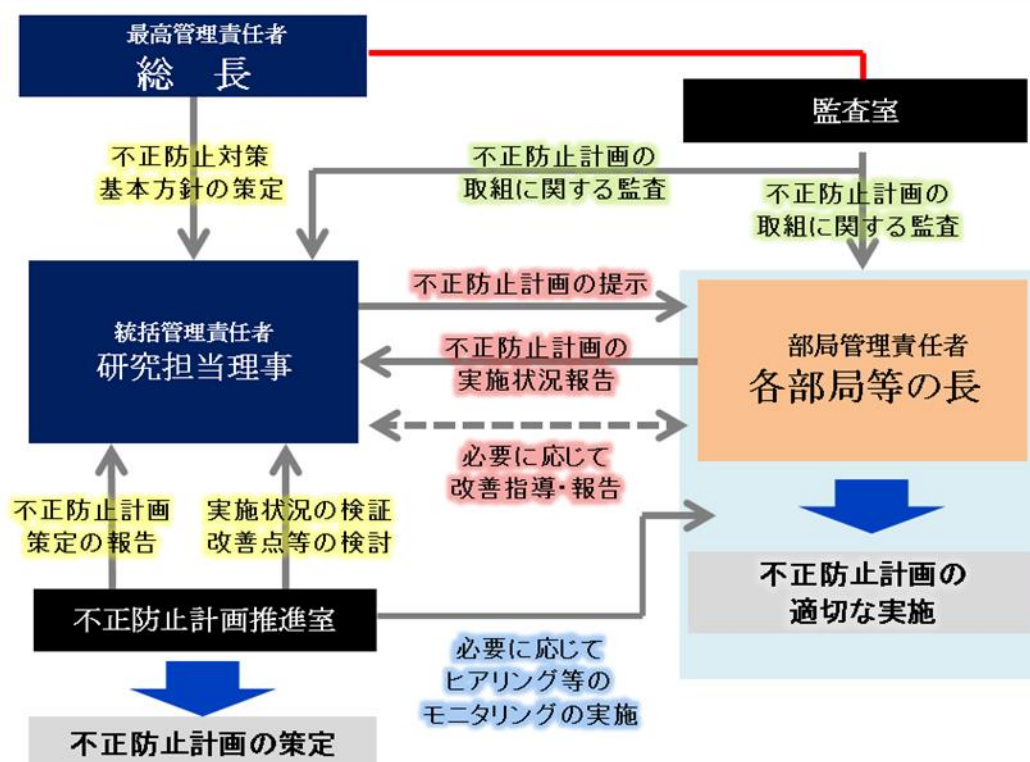 最高管理責任者
総 長
監査室
不正防止対策
基本方針の策定
不正防止計画の
取組に関する監査
不正防止計画の
取組に関する監査
不正防止計画の提示
統括管理責任者
研究担当理事
不正防止計画の
実施状況報告
部局管理責任者
各部局等の長
必要に応じて
改善指導・報告
不正防止計画
策定の報告
実施状況の検証
改善点等の検討
不正防止計画の
適切な実施
不正防止計画推進室
必要に応じて
ヒアリング等の
モニタリングの実施
不正防止計画の策定